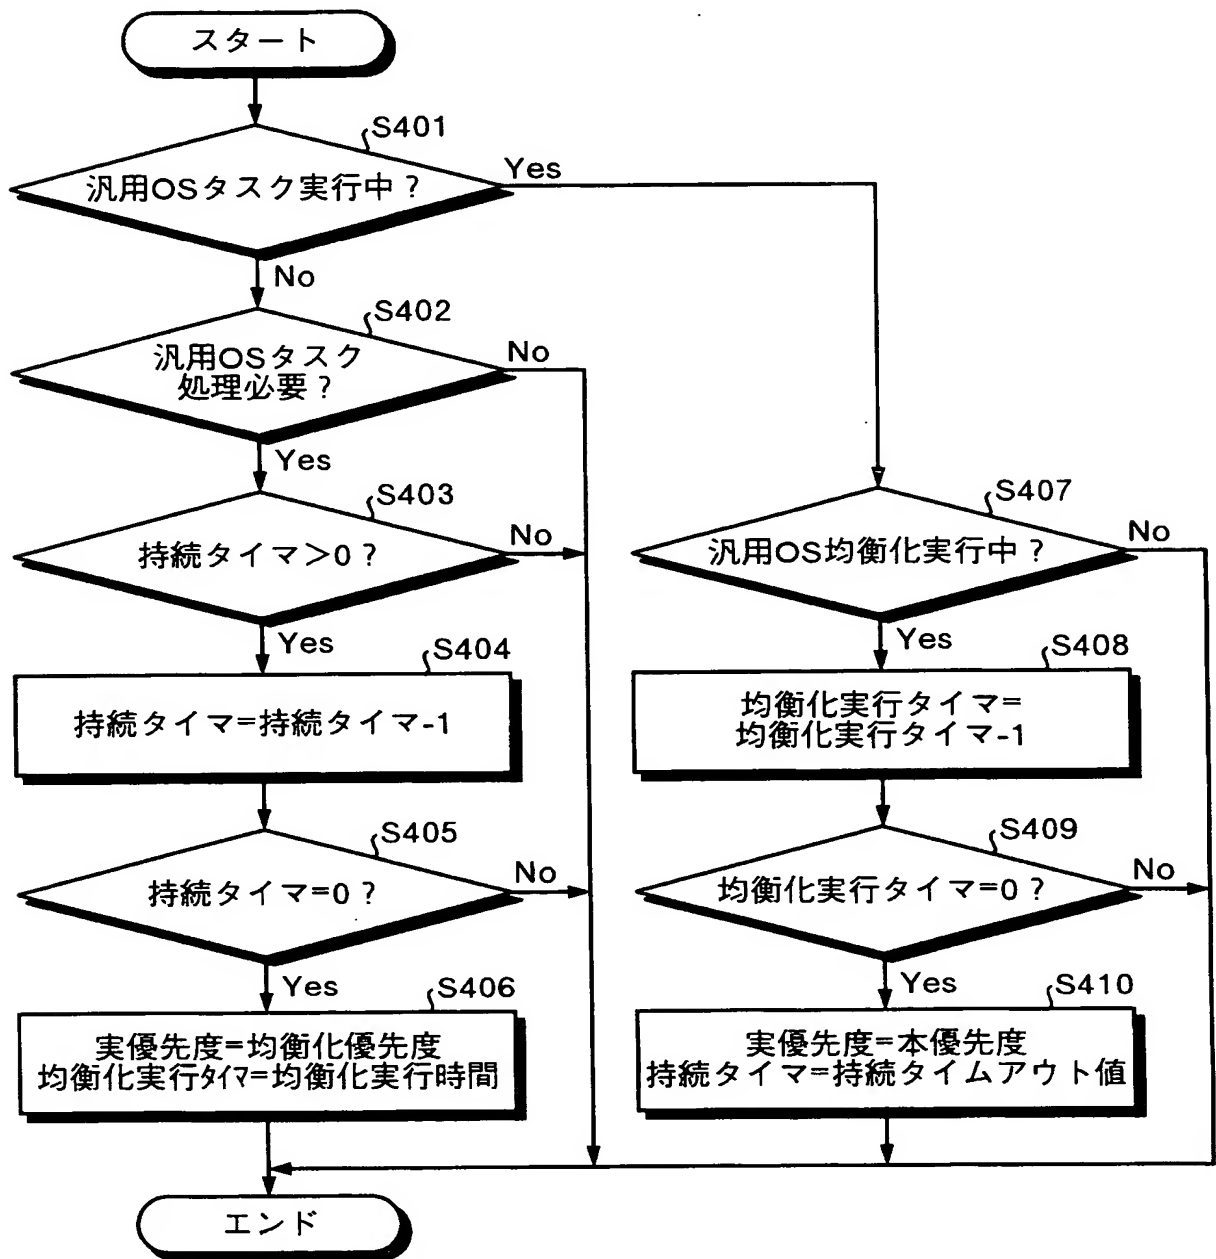 スタート
S401
汎用OSタスク実行中?
Yes
No
S402
汎用OSタスク
処理必要?
No
Yes
S403
持続タイマ>0?
No
Yes
S404
持続タイマ=持続タイマ-1
S405
持続タイマ=0?
No
Yes
S406
実優先度=均衡化優先度
均衡化実行タイマ=均衡化実行時間
S407
汎用OS均衡化実行中?
No
Yes
S408
均衡化実行タイマ=
均衡化実行タイマ-1
S409
均衡化実行タイマ=0?
No
Yes
S410
実優先度=本優先度
持続タイマ=持続タイムアウト値
エンド